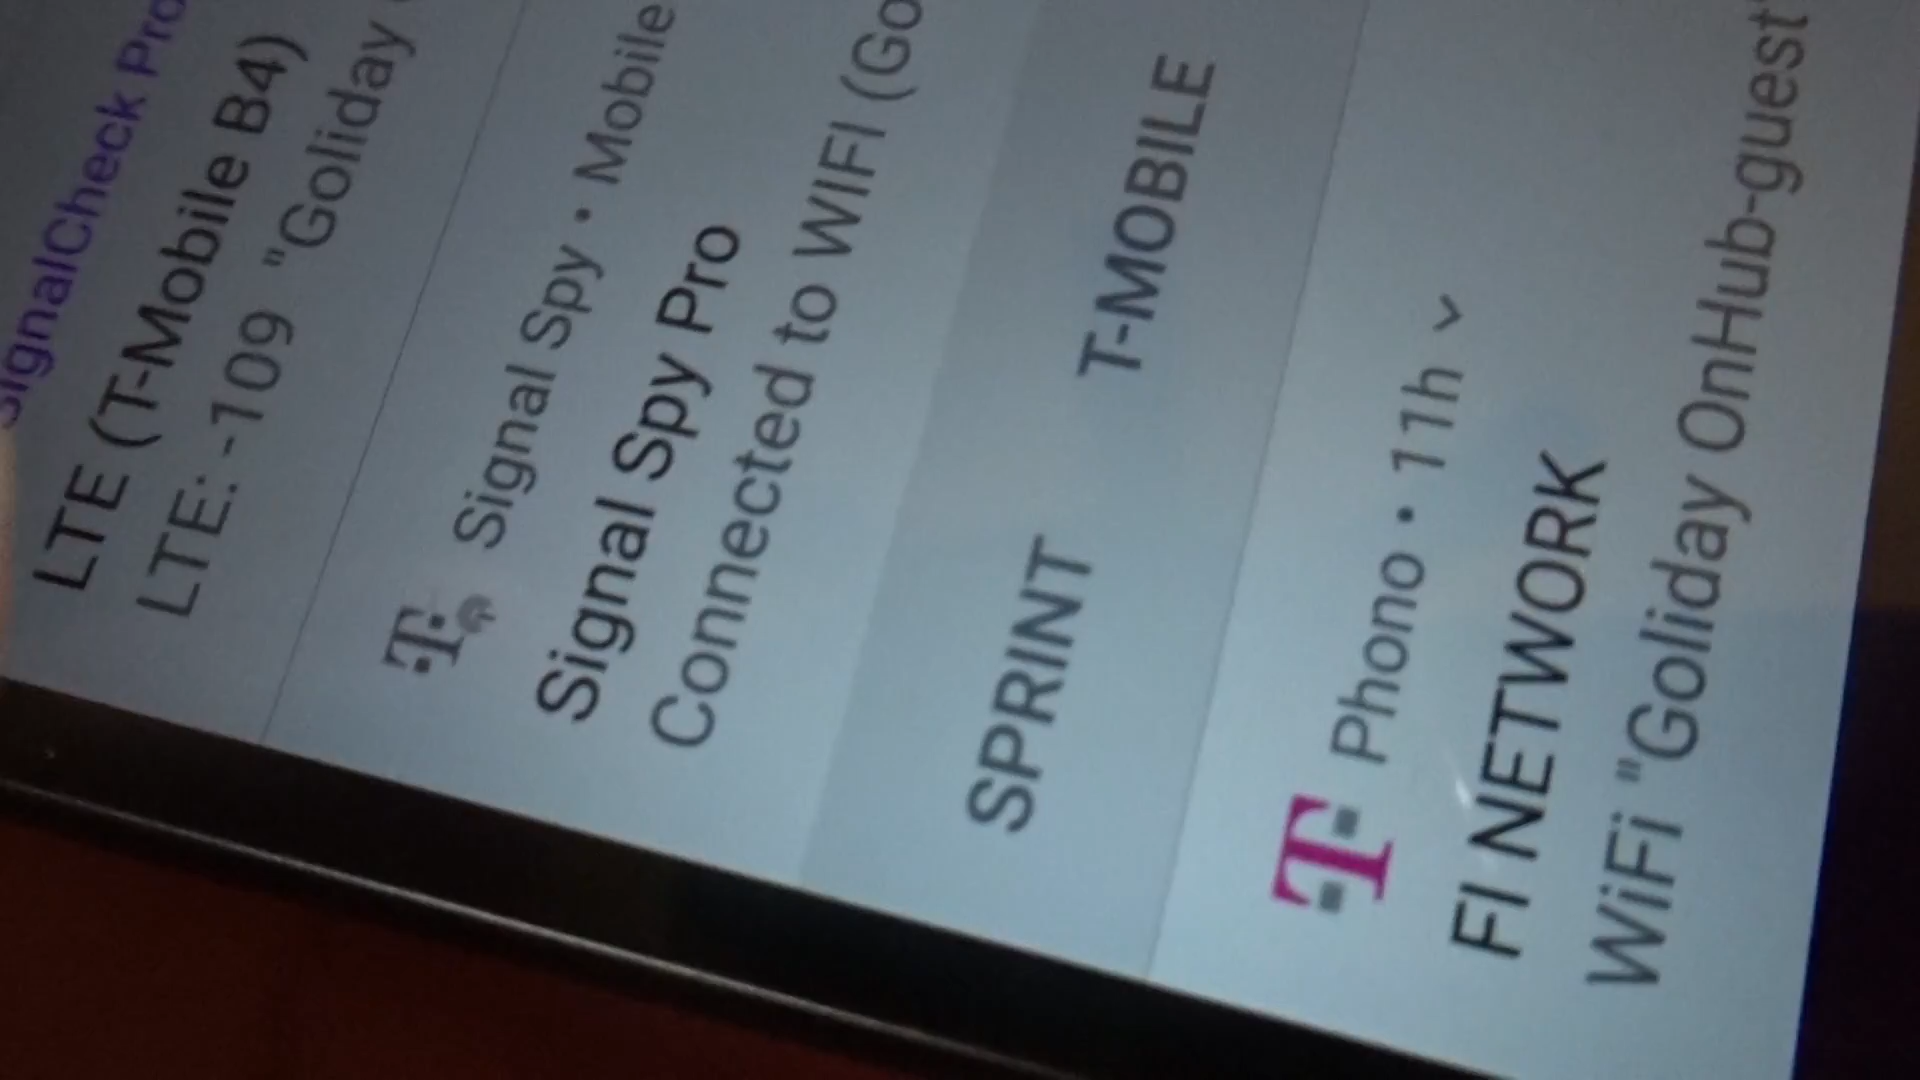 SignalCheck Pro
LTE (T-Mobile B4)
LTE: -109 "Goliday
Signal Spy • Mobile
Signal Spy Pro
Connected to WIFI (Go
SPRINT T-MOBILE
T Phono • 11h
FI NETWORK
WiFi "Goliday OnHub-guest"